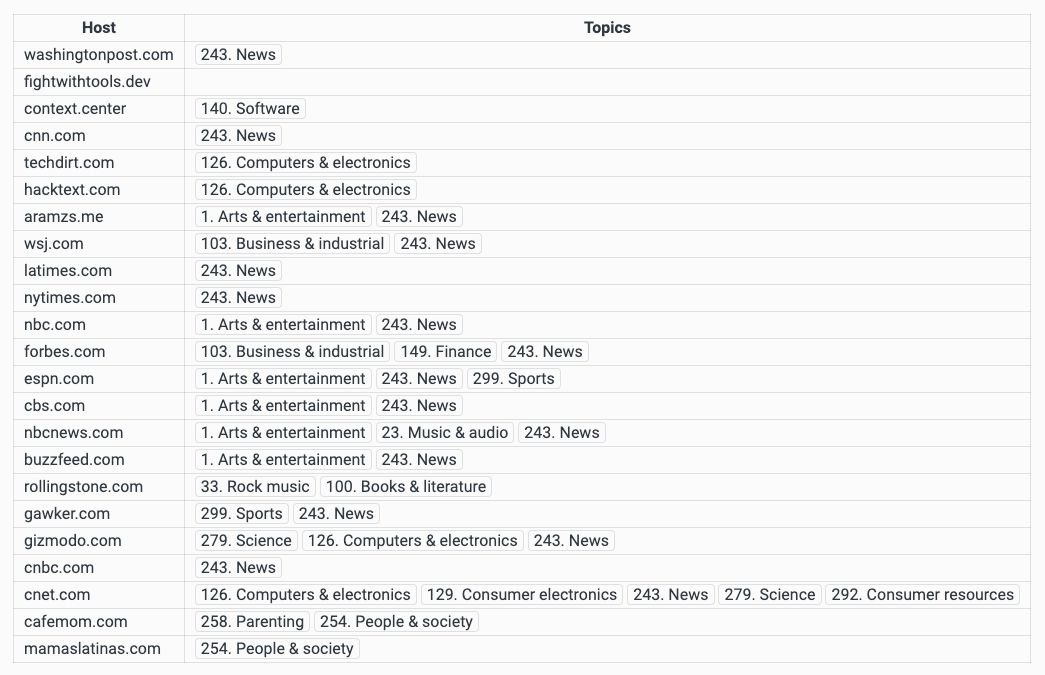 Host Topics
washingtonpost.com 243. News
fightwithtools.dev
context.center 140. Software
cnn.com 243. News
techdirt.com 126. Computers & electronics
hacktext.com 126. Computers & electronics
aramzs.me 1. Arts & entertainment 243. News
wsj.com 103. Business & industrial 243. News
latimes.com 243. News
nytimes.com 243. News
nbc.com 1. Arts & entertainment 243. News
forbes.com 103. Business & industrial 149. Finance 243. News
espn.com 1. Arts & entertainment 243. News 299. Sports
cbs.com 1. Arts & entertainment 243. News
nbcnews.com 1. Arts & entertainment 23. Music & audio 243. News
buzzfeed.com 1. Arts & entertainment 243. News
rollingstone.com 33. Rock music 100. Books & literature
gawker.com 299. Sports 243. News
gizmodo.com 279. Science 126. Computers & electronics 243. News
cnbc.com 243. News
cnet.com 126. Computers & electronics 129. Consumer electronics 243. News 279. Science 292. Consumer resources
cafemom.com 258. Parenting 254. People & society
mamaslatinas.com 254. People & society